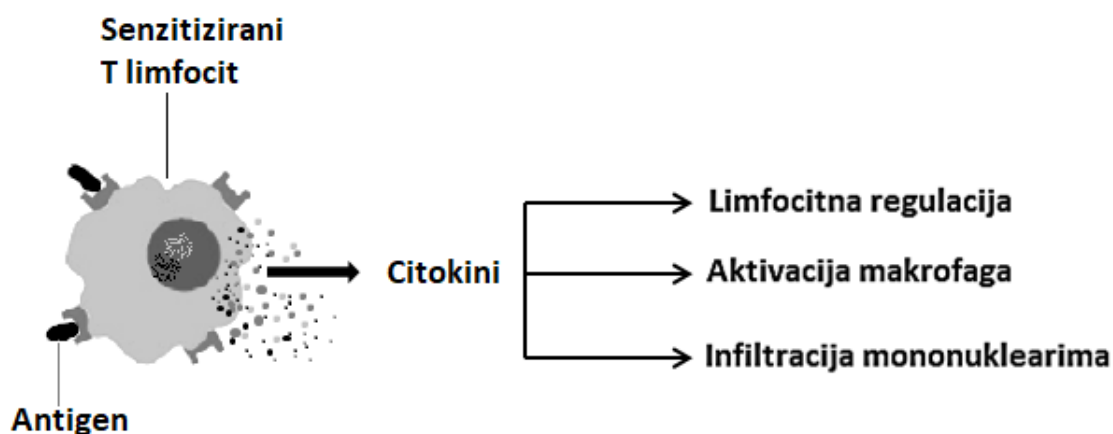 Senzitizirani
T limfocit
Limfocitna regulacija
Citokini
Aktivacija makrofaga
Infiltracija mononuklearima
Antigen